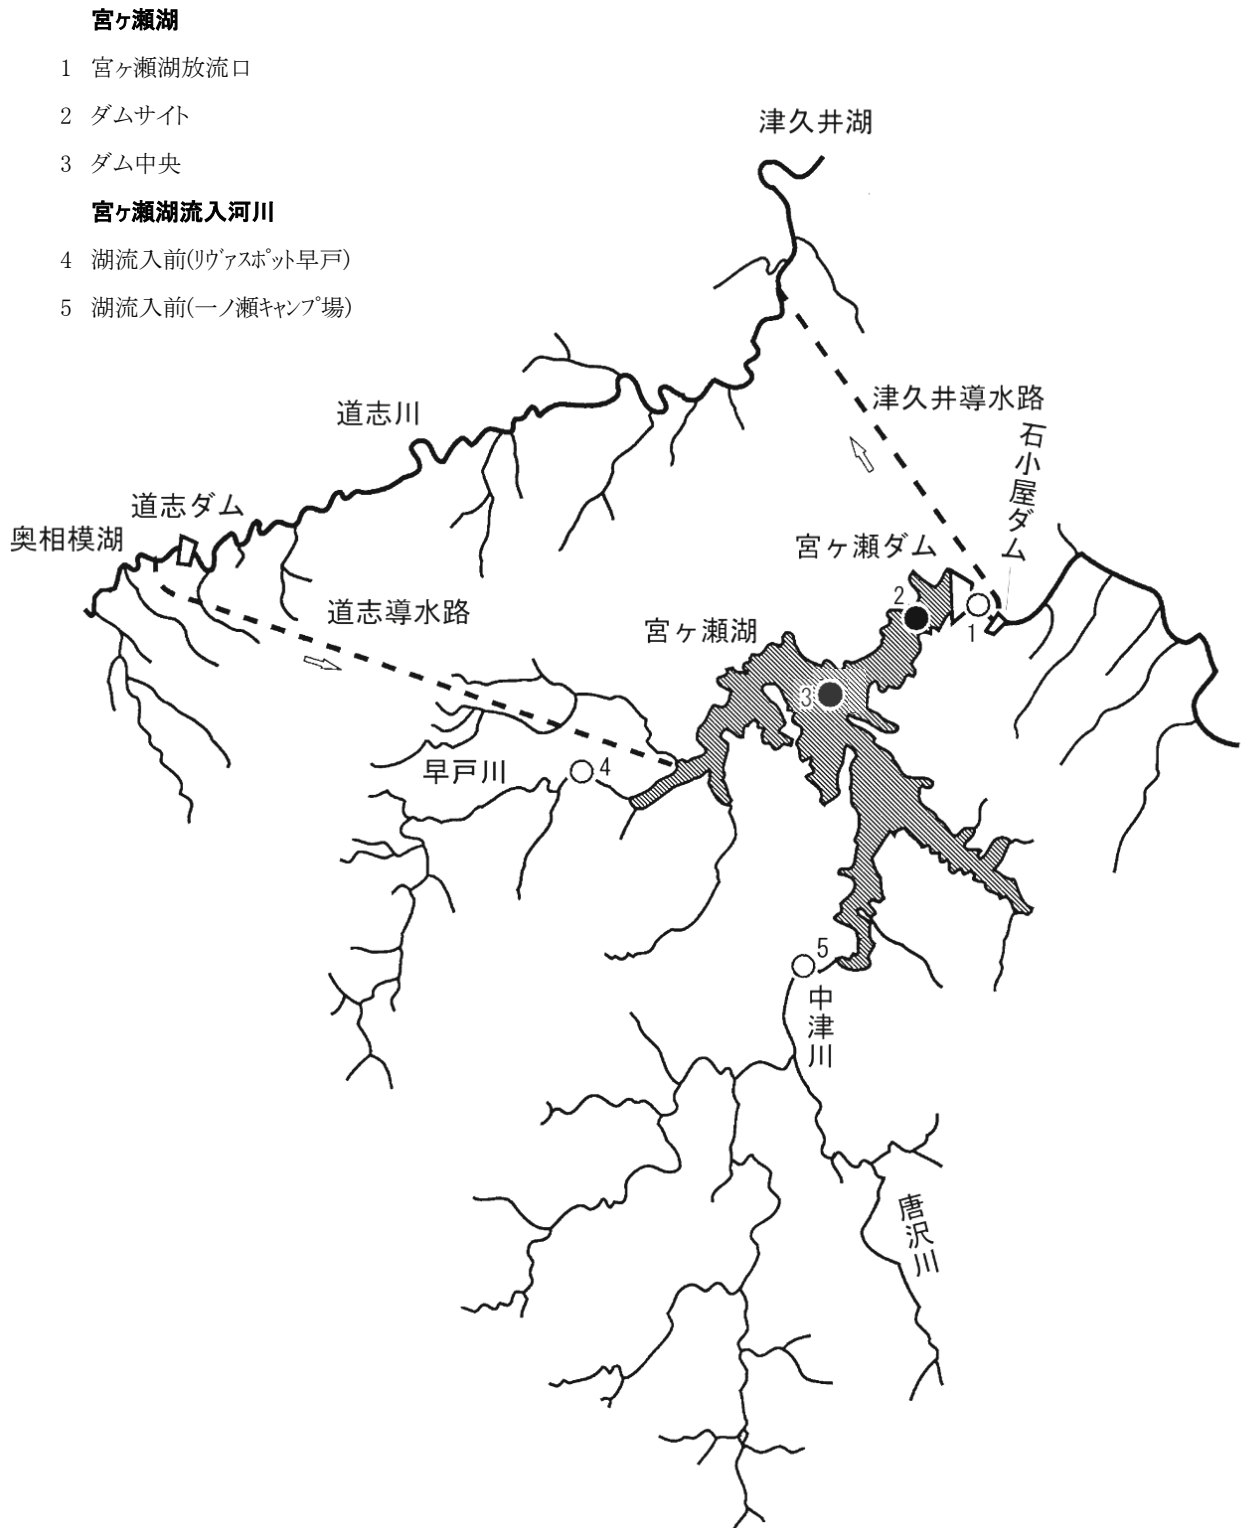 宮ヶ瀬湖
1 宮ヶ瀬湖放流口
2 ダムサイト
3 ダム中央
宮ヶ瀬湖流入河川
4 湖流入前(ﾘヴｧｽﾎﾟｯﾄ早戸)
5 湖流入前(一ノ瀬ｷｬﾝﾌﾟ場)
津久井湖
津久井導水路
道志川
石小屋ダム
道志ダム
奥相模湖
宮ヶ瀬ダム
道志導水路
宮ヶ瀬湖
2
1
3
早戸川
4
5
中津川
唐沢川